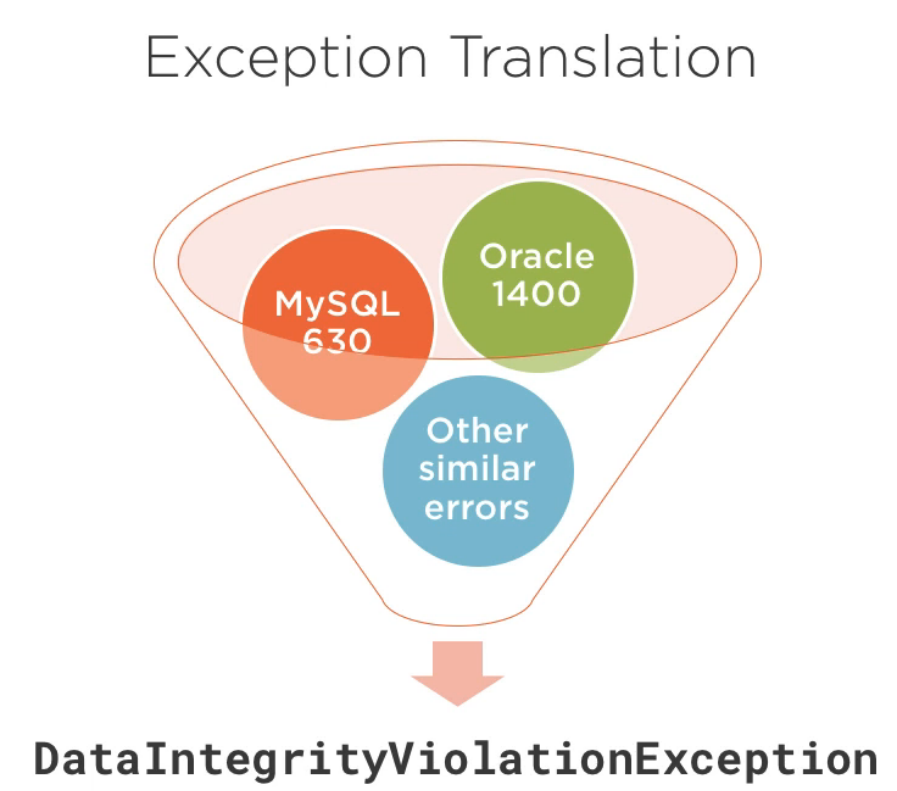 Exception Translation
Oracle
1400
MySQL
630
Other
similar
errors
DataIntegrityViolationException